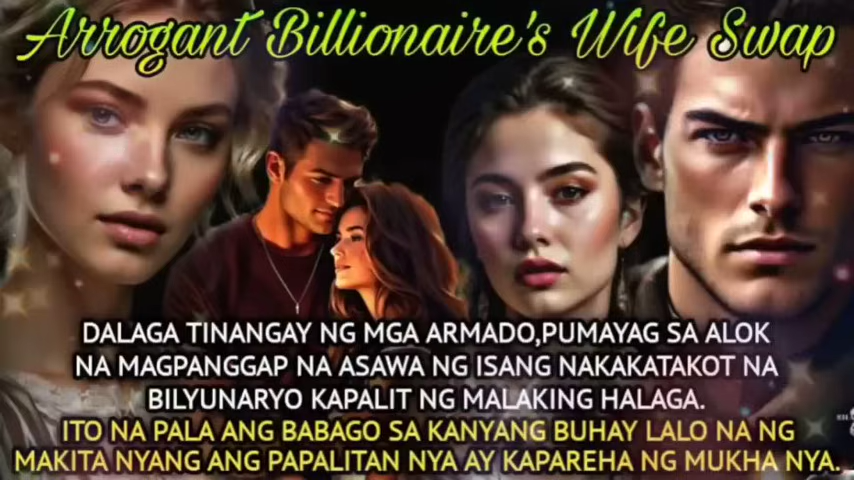 Arrogant Billionaire's Wife Swap
DALAGA TINANGAY NG MGA ARMADO,PUMAYAG SA ALOK
NA MAGPANGGAP NA ASAWA NG ISANG NAKAKATAKOT NA
BILYUNARYO KAPALIT NG MALAKING HALAGA.
ITO NA PALA ANG BABAGO SA KANYANG BUHAY LALO NA NG
MAKITA NYANG ANG PAPALITAN NYA AY KAPAREHA NG MUKHA NYA.